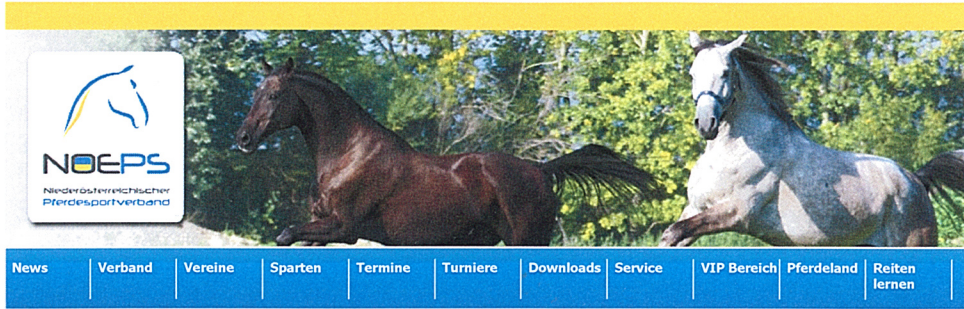 NOEPS
Niederösterreichischer
Pferdesportverband
News
Verband
Vereine
Sparten
Termine
Turniere
Downloads
Service
VIP Bereich
Pferdeland
Reiten
lernen